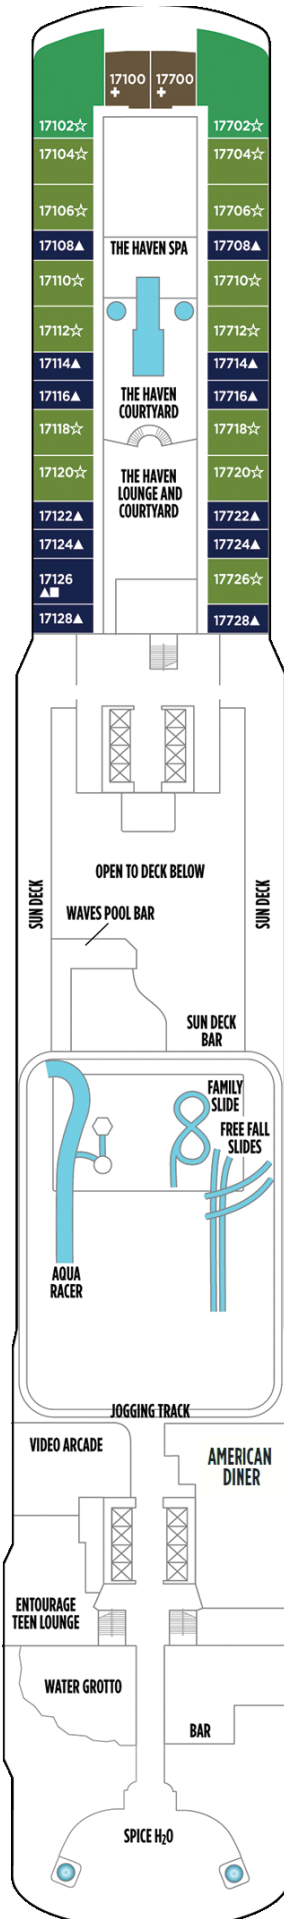 17100 17700
✚ ✚
17102☆ 17702☆
17104☆ 17704☆
17106☆ 17706☆
17108▲ THE HAVEN SPA 17708▲
17110☆ 17710☆
17112☆ 17712☆
17114▲ 17714▲
17116▲ THE HAVEN 17716▲
COURTYARD
17118☆ 17718☆
17120☆ 17720☆
THE HAVEN
LOUNGE AND
COURTYARD
17122▲ 17722▲
17124▲ 17724▲
17126 17726☆
▲■
17128▲ 17728▲
OPEN TO DECK BELOW
SUN DECK
SUN DECK
WAVES POOL BAR
SUN DECK
BAR
FAMILY
SLIDE
FREE FALL
SLIDES
AQUA
RACER
JOGGING TRACK
VIDEO ARCADE
AMERICAN
DINER
ENTOURAGE
TEEN LOUNGE
WATER GROTTO
BAR
SPICE H₂O